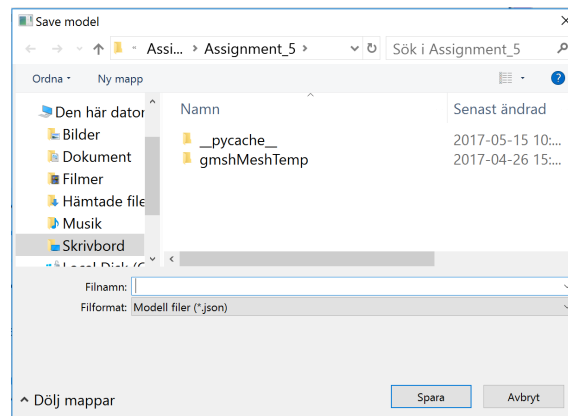 Save model
Assi... > Assignment_5 >
Sök i Assignment_5
Ordna
Ny mapp
?
Den här dator
Bilder
Dokument
Filmer
Hämtade file
Musik
Skrivbord
Namn
Senast ändrad
__pycache__
2017-05-15 10:...
gmshMeshTemp
2017-04-26 15:...
Filnamn:
Filformat: Modell filer (*.json)
Dölj mappar
Spara
Avbryt